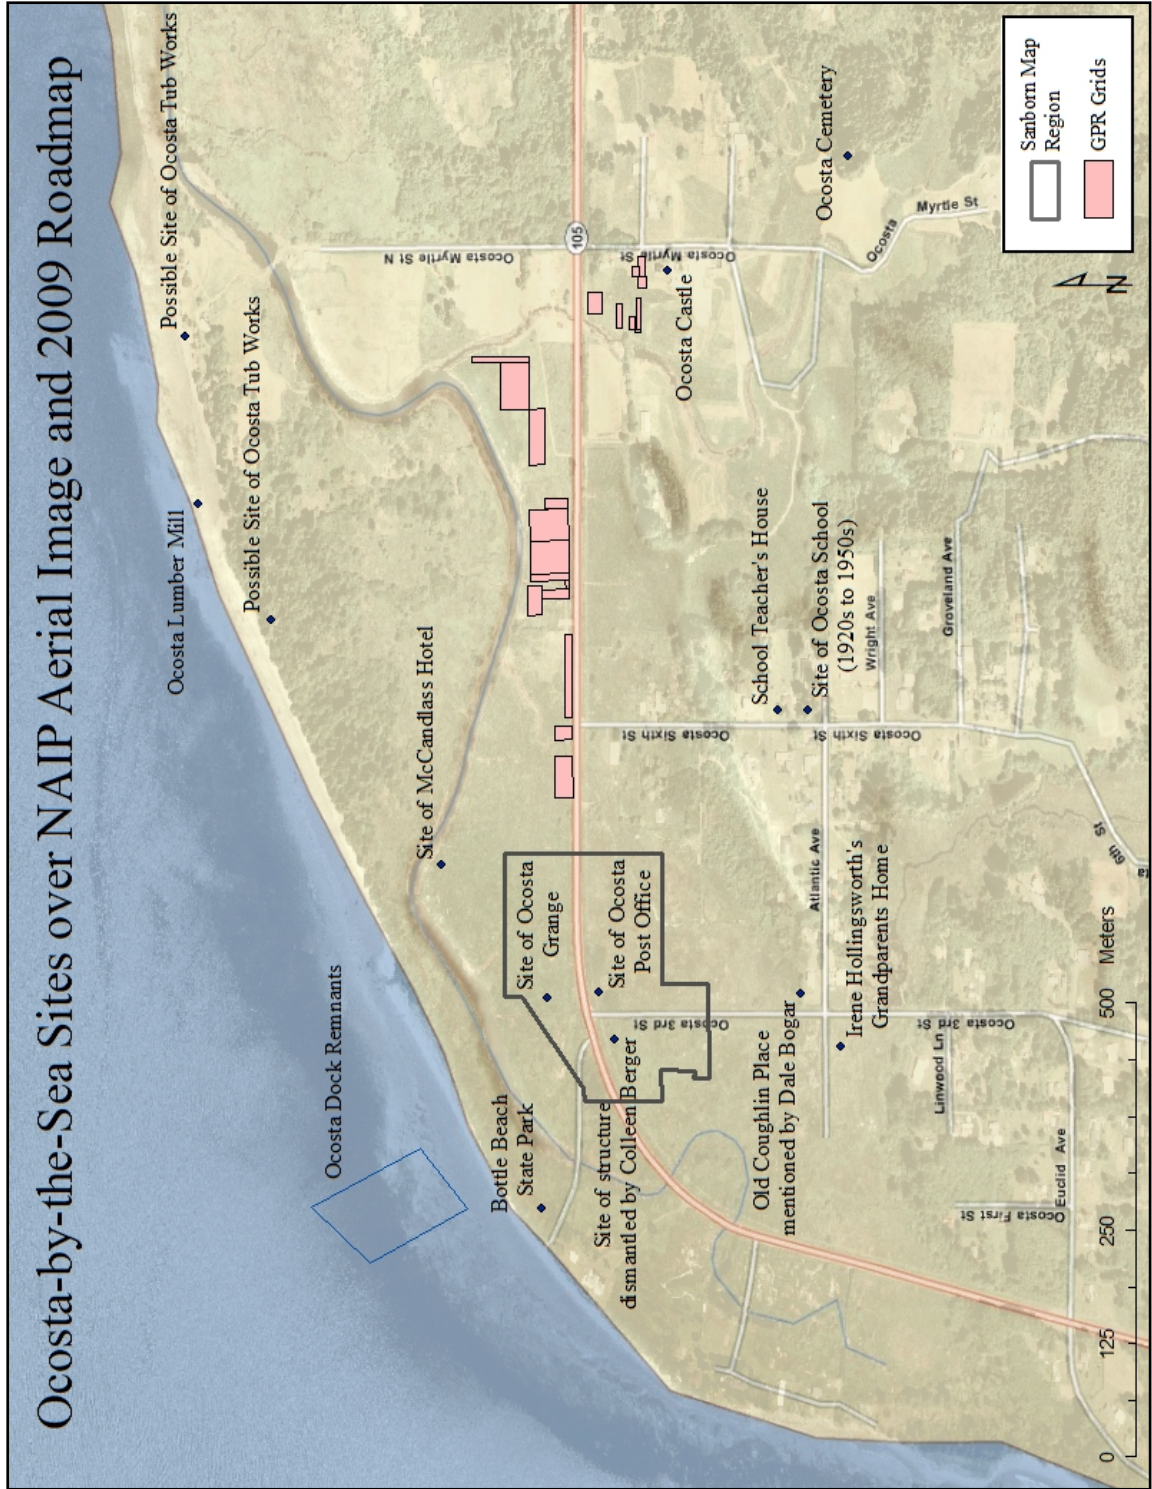 Ocosta-by-the-Sea Sites over NAIP Aerial Image and 2009 Roadmap
Possible Site of Ocosta Tub Works
Ocosta Lumber Mill
Possible Site of Ocosta Tub Works
Ocosta Dock Remnants
Site of McCandlass Hotel
Ocosta Myrtle St N
105
Bottle Beach
State Park
Site of Ocosta
Grange
Site of structure
dismantled by Colleen Berger
Site of Ocosta
Post Office
Ocosta 3rd St
Ocosta Sixth St
Ocosta Myrtle St
Ocosta Castle
Ocosta Cemetery
Old Coughlin Place
mentioned by Dale Bogar
School Teacher's House
Site of Ocosta School
(1920s to 1950s)
Atlantic Ave
Irene Hollingsworth's
Grandparents Home
Wright Ave
Ocosta Sixth St
Ocosta
Myrtle St
Linwood Ln
Ocosta 3rd St
Groveland Ave
Ocosta First St
Euclid Ave
6th St
N
Sanborn Map
Region
GPR Grids
0
125
250
500
Meters